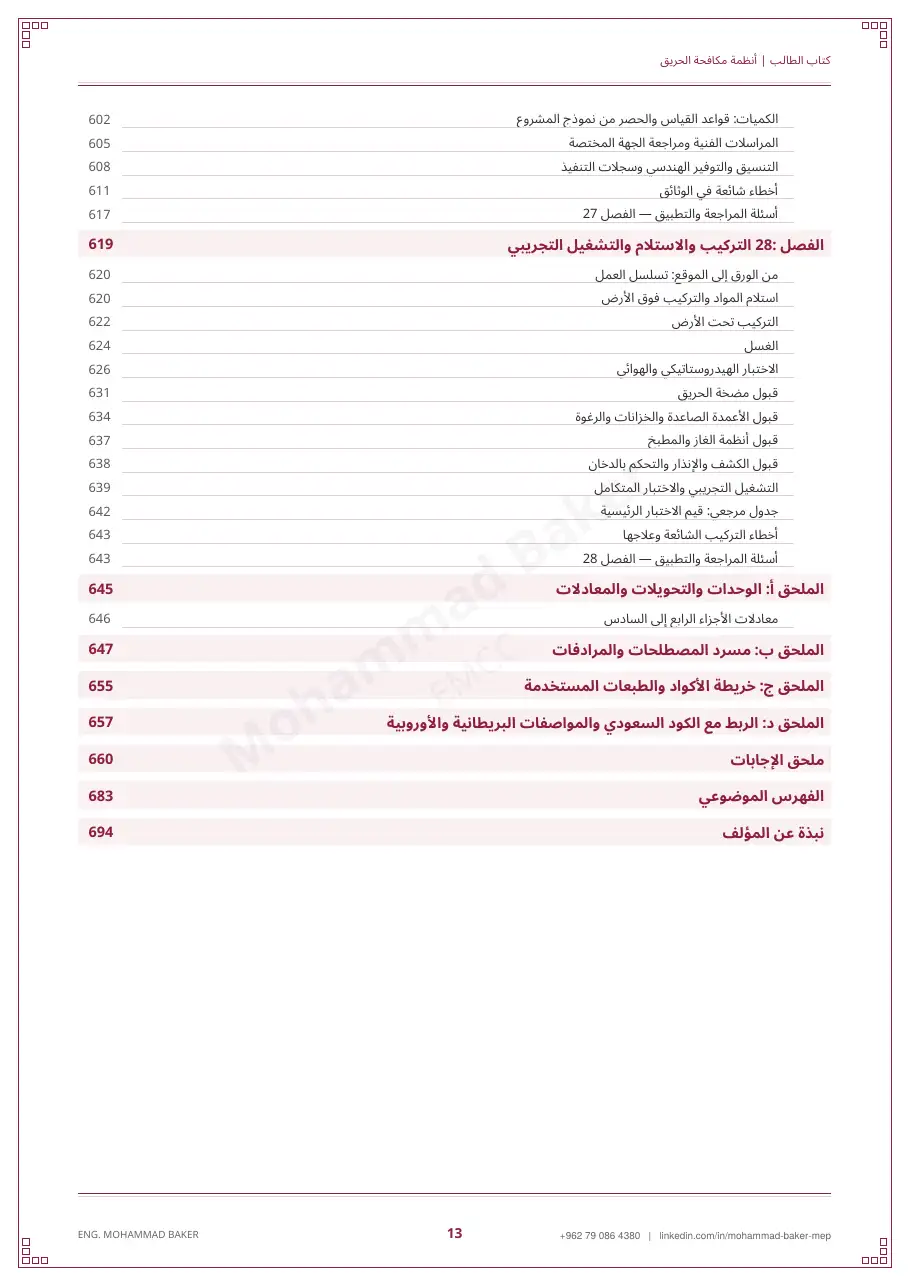 كتاب الطالب | أنظمة مكافحة الحريق
الكميات: قواعد القياس والحصر من نموذج المشروع 602
المراسلات الفنية ومراجعة الجهة المختصة 605
التنسيق والتوفير الهندسي وسجلات التنفيذ 608
أخطاء شائعة في الوثائق 611
أسئلة المراجعة والتطبيق — الفصل 27 617
الفصل 28: التركيب والاستلام والتشغيل التجريبي 619
من الورق إلى الموقع: تسلسل العمل 620
استلام المواد والتركيب فوق الأرض 620
التركيب تحت الأرض 622
الغسل 624
الاختبار الهيدروستاتيكي والهوائي 626
قبول مضخة الحريق 631
قبول الأعمدة الصاعدة والخزانات والرغوة 634
قبول أنظمة الغاز والمطبخ 637
قبول الكشف والإنذار والتحكم بالدخان 638
التشغيل التجريبي والاختبار المتكامل 639
جدول مرجعي: قيم الاختبار الرئيسية 642
أخطاء التركيب الشائعة وعلاجها 643
أسئلة المراجعة والتطبيق — الفصل 28 643
الملحق أ: الوحدات والتحويلات والمعادلات 645
معادلات الأجزاء الرابع إلى السادس 646
الملحق ب: مسرد المصطلحات والمرادفات 647
الملحق ج: خريطة الأكواد والطبعات المستخدمة 655
الملحق د: الربط مع الكود السعودي والمواصفات البريطانية والأوروبية 657
ملحق الإجابات 660
الفهرس الموضوعي 683
نبذة عن المؤلف 694
Mohammad Baker
EMCC
ENG. MOHAMMAD BAKER 13 +962 79 086 4380 | linkedin.com/in/mohammad-baker-mep